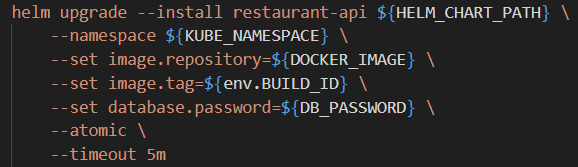 helm upgrade --install restaurant-api ${HELM_CHART_PATH} \
--namespace ${KUBE_NAMESPACE} \
--set image.repository=${DOCKER_IMAGE} \
--set image.tag=${env.BUILD_ID} \
--set database.password=${DB_PASSWORD} \
--atomic \
--timeout 5m